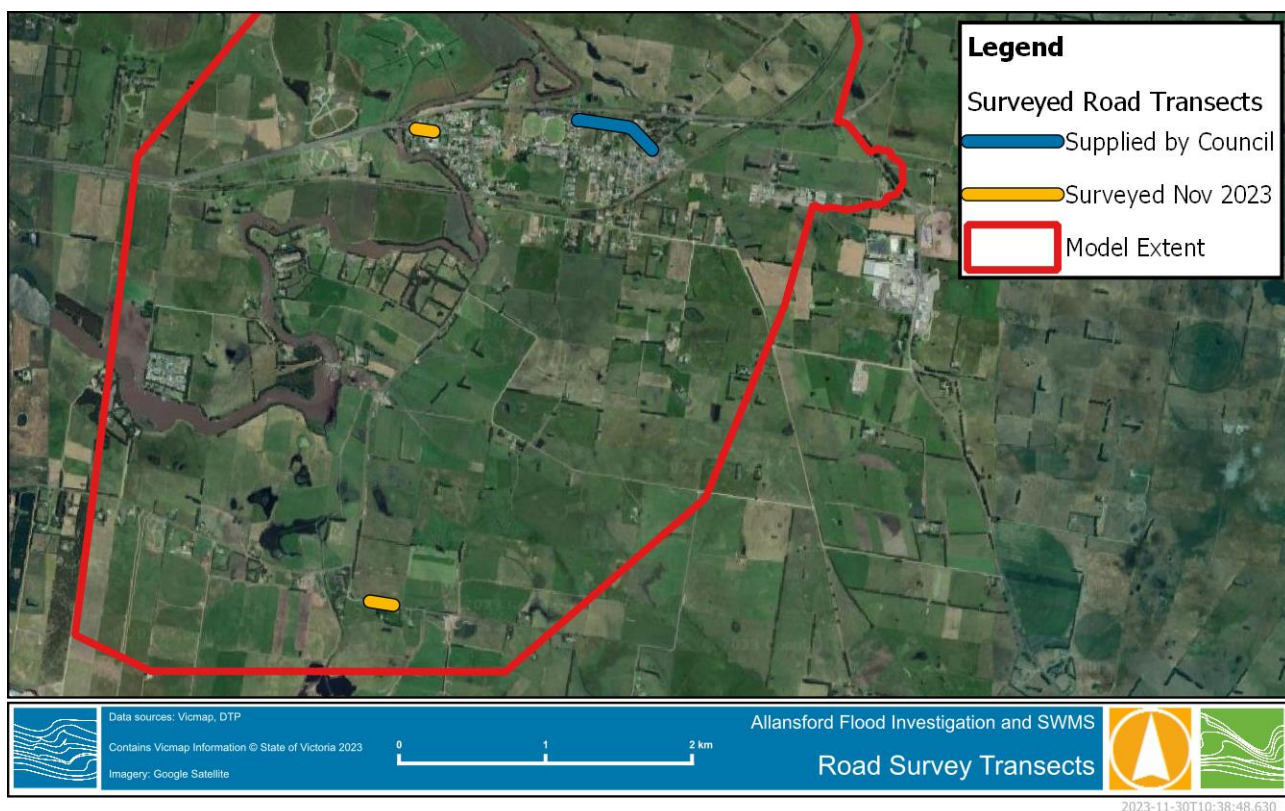 Legend
Surveyed Road Transects
Supplied by Council
Surveyed Nov 2023
Model Extent
Data sources: Vicmap, DTP
Contains Vicmap Information © State of Victoria 2023
Imagery: Google Satellite
0 1 2 km
Allansford Flood Investigation and SWMS
Road Survey Transects
2023-11-30T10:38:48.630